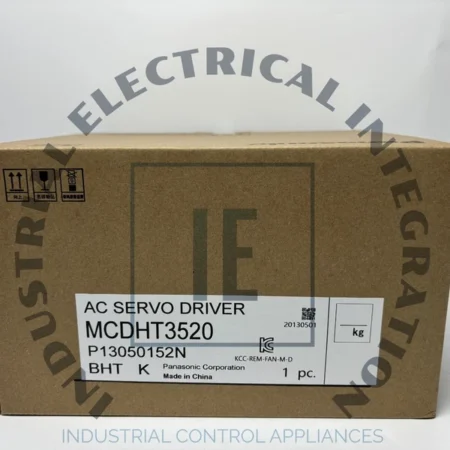 INDUSTRIAL ELECTRICAL INTEGRATION
IE
AC SERVO DRIVER
MCDHT3520
20130501
P13050152N
KCC-REM-FAN-M-D
BHT K
Panasonic Corporation
Made in China
1 pc.
kg
INDUSTRIAL CONTROL APPLIANCES